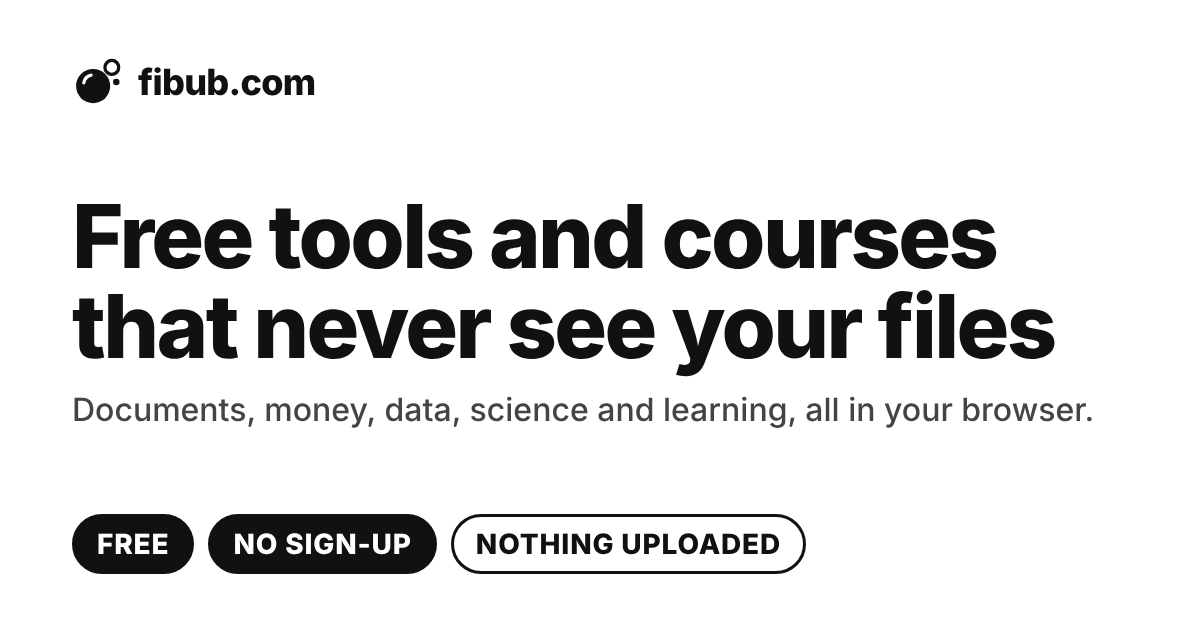 fibub.com
Free tools and courses
that never see your files
Documents, money, data, science and learning, all in your browser.
FREE
NO SIGN-UP
NOTHING UPLOADED